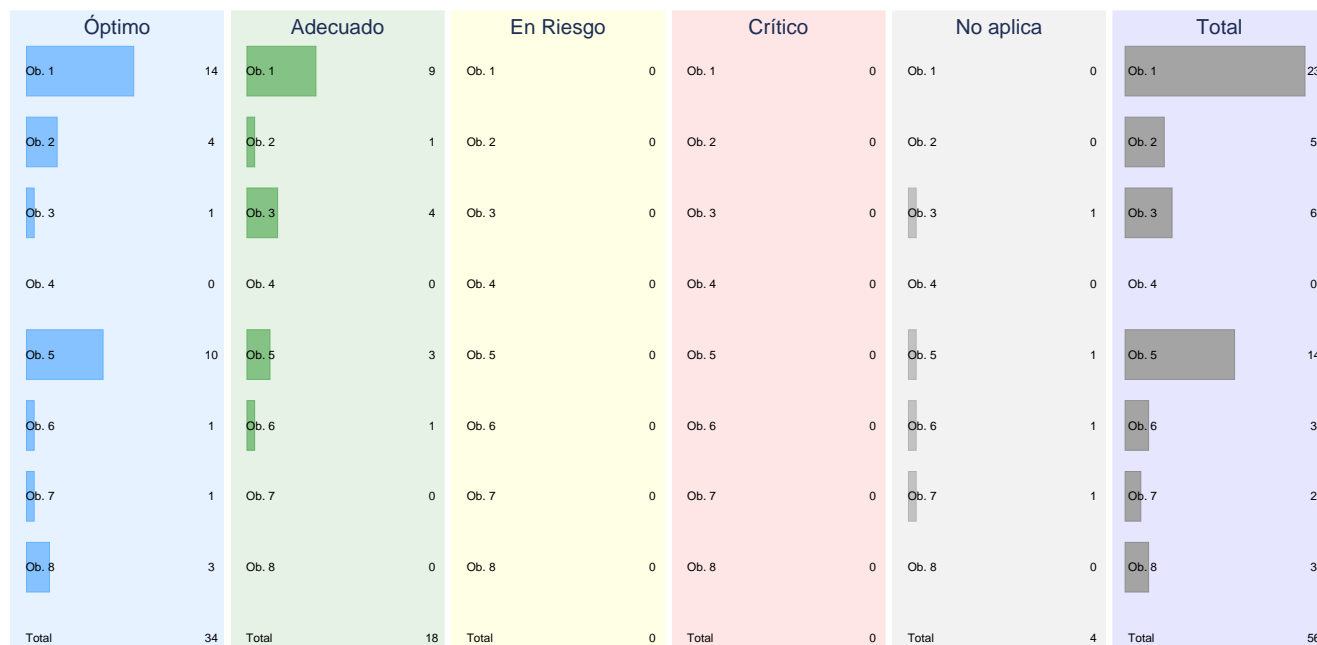 Óptimo Adecuado En Riesgo Crítico No aplica Total
Ob. 1 14 Ob. 1 9 Ob. 1 0 Ob. 1 0 Ob. 1 0 Ob. 1 23
Ob. 2 4 Ob. 2 1 Ob. 2 0 Ob. 2 0 Ob. 2 0 Ob. 2 5
Ob. 3 1 Ob. 3 4 Ob. 3 0 Ob. 3 0 Ob. 3 1 Ob. 3 6
Ob. 4 0 Ob. 4 0 Ob. 4 0 Ob. 4 0 Ob. 4 0 Ob. 4 0
Ob. 5 10 Ob. 5 3 Ob. 5 0 Ob. 5 0 Ob. 5 1 Ob. 5 14
Ob. 6 1 Ob. 6 1 Ob. 6 0 Ob. 6 0 Ob. 6 1 Ob. 6 3
Ob. 7 1 Ob. 7 0 Ob. 7 0 Ob. 7 0 Ob. 7 1 Ob. 7 2
Ob. 8 3 Ob. 8 0 Ob. 8 0 Ob. 8 0 Ob. 8 0 Ob. 8 3
Total 34 Total 18 Total 0 Total 0 Total 4 Total 56